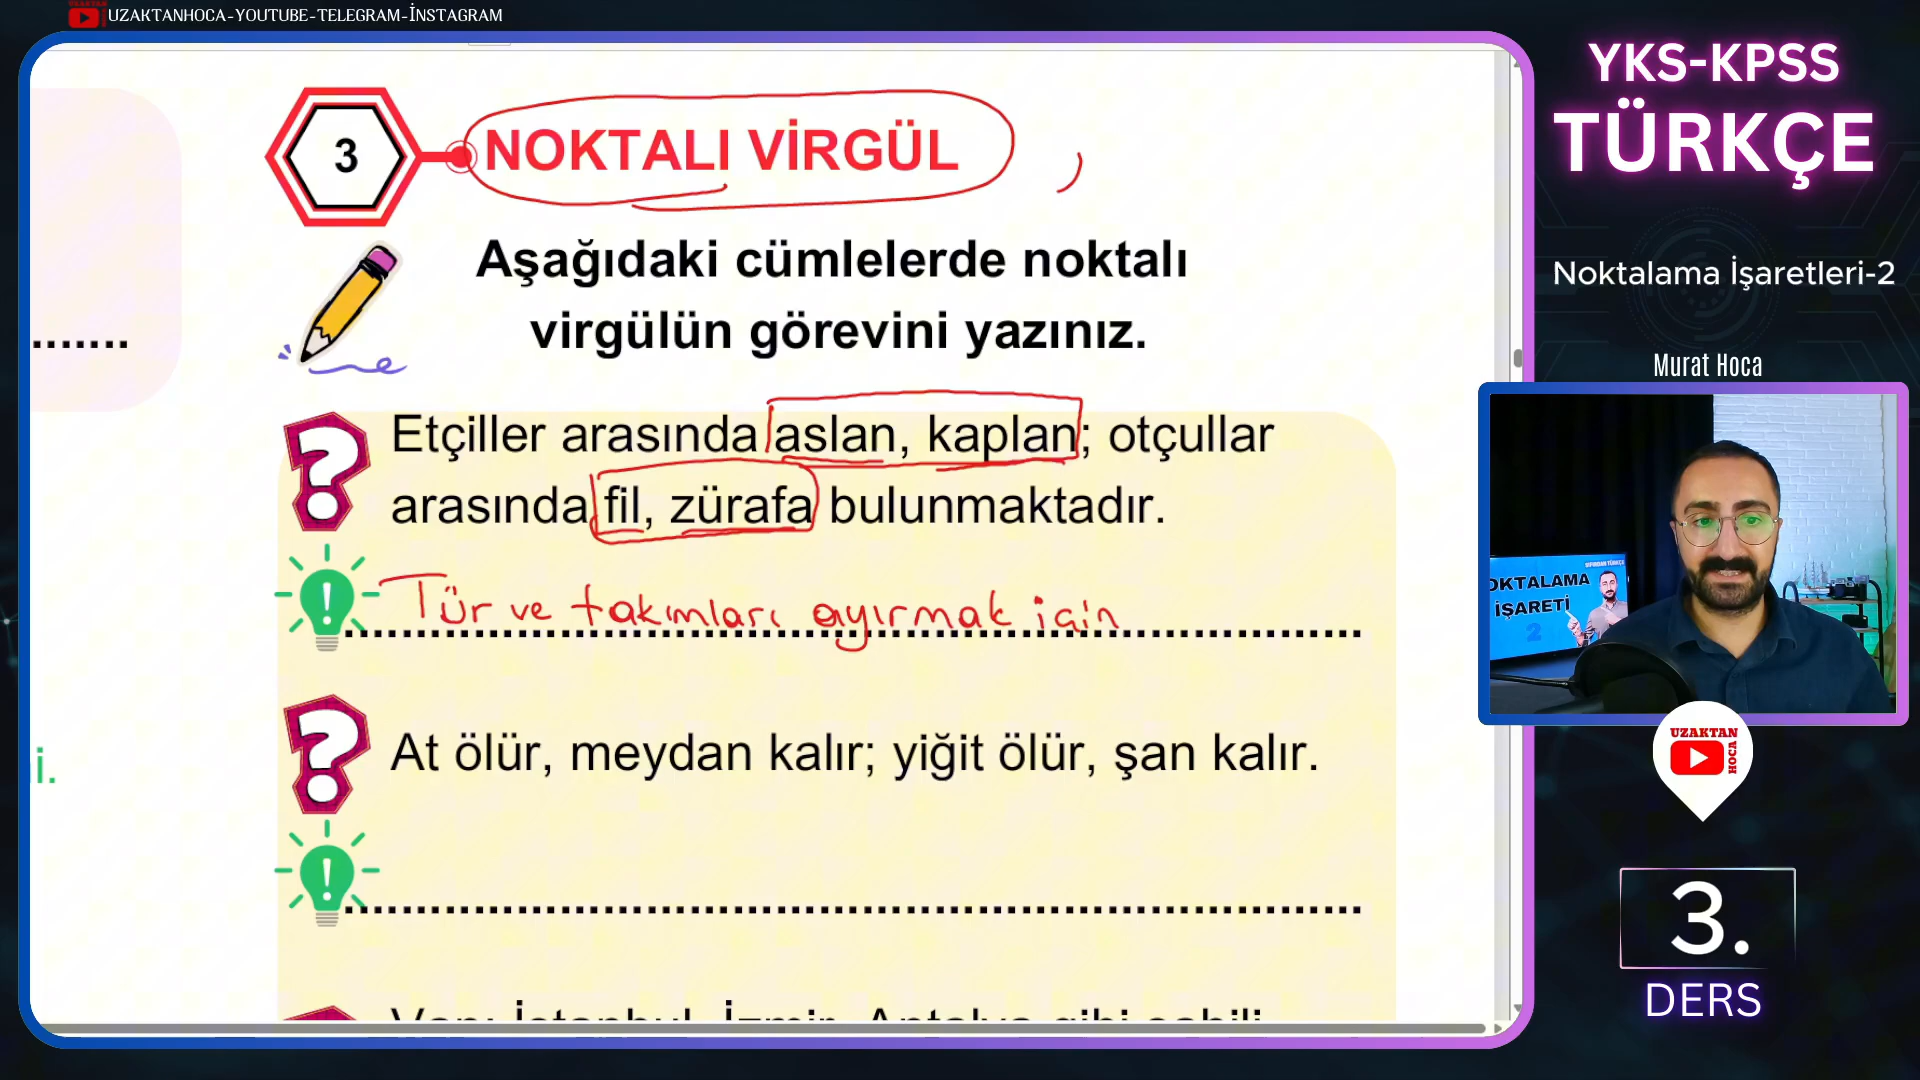 UZAKTANHOCA-YOUTUBE-TELEGRAM-İNSTAGRAM
3
NOKTALI VİRGÜL
Aşağıdaki cümlelerde noktalı
virgülün görevini yazınız.
.......
Etçiller arasında aslan, kaplan; otçullar
arasında fil, zürafa bulunmaktadır.
Tür ve takımları ayırmak için
At ölür, meydan kalır; yiğit ölür, şan kalır.
i.
YKS-KPSS
TÜRKÇE
Noktalama İşaretleri-2
Murat Hoca
OKTALAMA
İŞARETİ
2
UZAKTAN
HOCA
3.
DERS